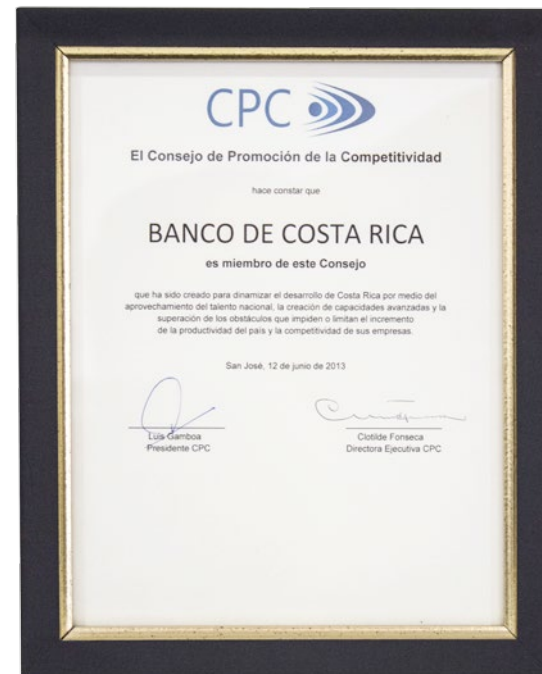 CPC
El Consejo de Promoción de la Competitividad
hace constar que
BANCO DE COSTA RICA
es miembro de este Consejo
que ha sido creado para dinamizar el desarrollo de Costa Rica por medio del
aprovechamiento del talento nacional, la creación de capacidades avanzadas y la
superación de los obstáculos que impiden o limitan el incremento
de la productividad del país y la competitividad de sus empresas.
San José, 12 de junio de 2013
Luis Gamboa
Presidente CPC
Clotilde Fonseca
Directora Ejecutiva CPC